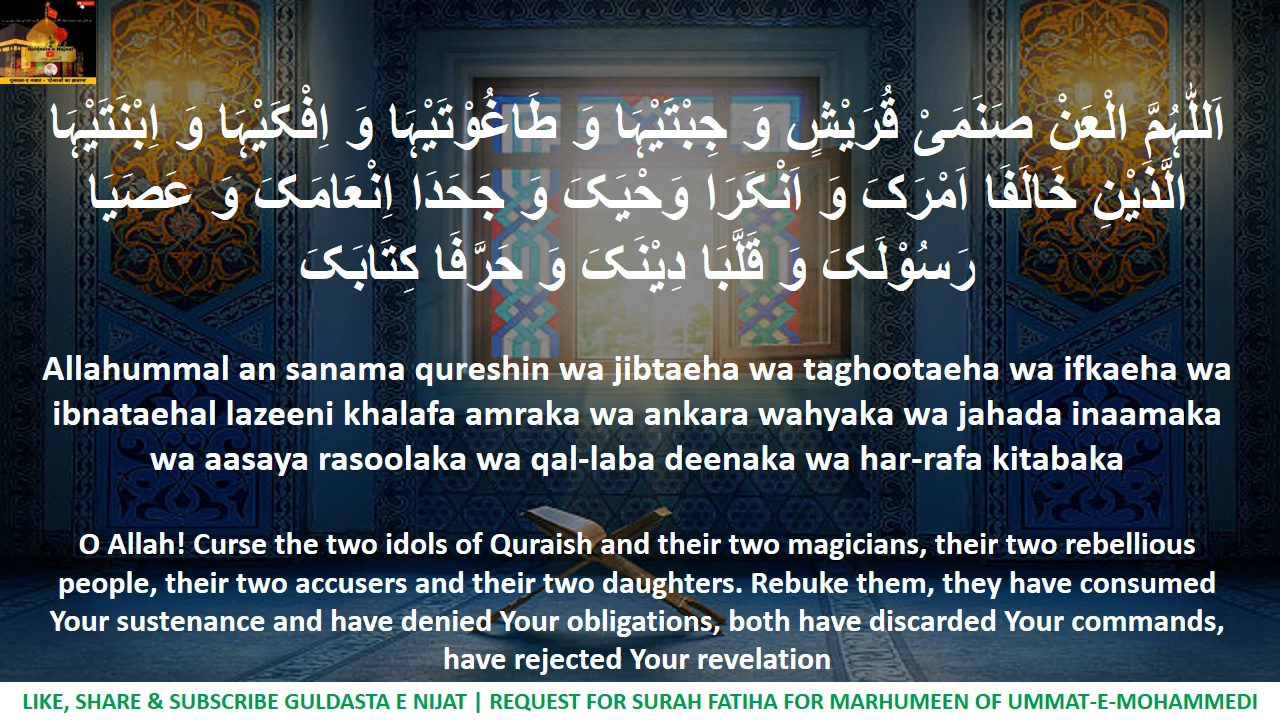 Guldasta-e Nijaat
اَللّٰہُمَّ الْعَنْ صَنَمَیْ قُرَیْشٍ وَ جِبْتَیْہَا وَ طَاغُوْتَیْہَا وَ اِفْکَیْہَا وَ اِبْنَتَیْہَا
الَّذَیْنِ خَالَفَا اَمْرَکَ وَ اَنْکَرَا وَحْیَکَ وَ جَحَدَا اِنْعَامَکَ وَ عَصَیَا
رَسُوْلَکَ وَ قَلَّبَا دِیْنَکَ وَ حَرَّفَا کِتَابَکَ
Allahummal an sanama qureshin wa jibtaeha wa taghootaeha wa ifkaeha wa
ibnataehal lazeeni khalafa amraka wa ankara wahyaka wa jahada inaamaka
wa aasaya rasoolaka wa qal-laba deenaka wa har-rafa kitabaka
O Allah! Curse the two idols of Quraish and their two magicians, their two rebellious
people, their two accusers and their two daughters. Rebuke them, they have consumed
Your sustenance and have denied Your obligations, both have discarded Your commands,
have rejected Your revelation
LIKE, SHARE & SUBSCRIBE GULDASTA E NIJAT | REQUEST FOR SURAH FATIHA FOR MARHUMEEN OF UMMAT-E-MOHAMMEDI